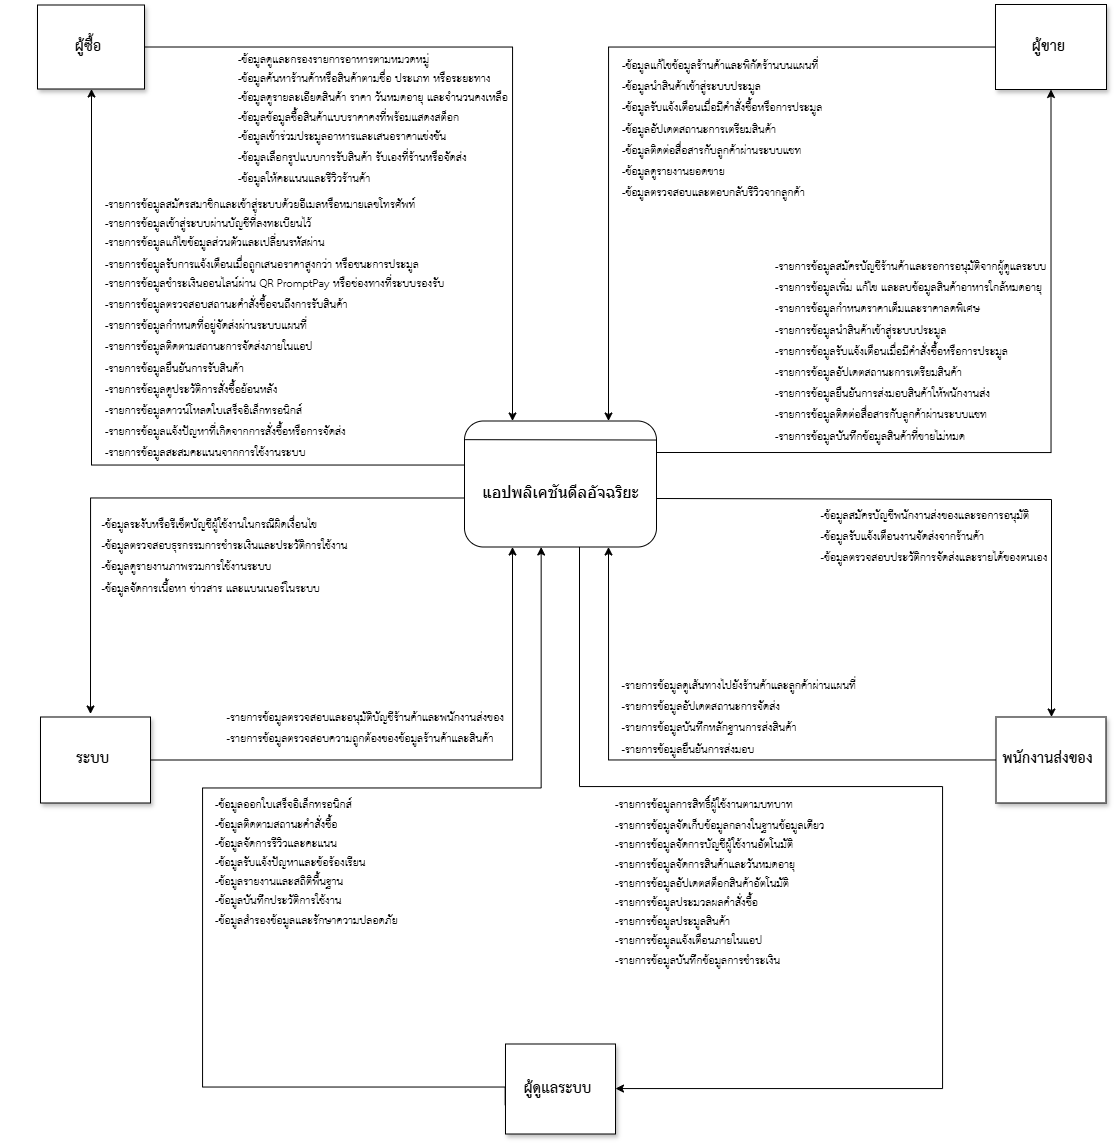 ผู้ซื้อ
ผู้ขาย
-ข้อมูลดูและกรองรายการอาหารตามหมวดหมู่
-ข้อมูลค้นหาร้านค้าหรือสินค้าตามชื่อ ประเภท หรือระยะทาง
-ข้อมูลดูรายละเอียดสินค้า ราคา วันหมดอายุ และจำนวนคงเหลือ
-ข้อมูลข้อมูลซื้อสินค้าแบบราคาคงที่พร้อมแสดงสต็อก
-ข้อมูลเข้าร่วมประมูลอาหารและเสนอราคาแข่งขัน
-ข้อมูลเลือกรูปแบบการรับสินค้า รับเองที่ร้านหรือจัดส่ง
-ข้อมูลให้คะแนนและรีวิวร้านค้า
-ข้อมูลแก้ไขข้อมูลร้านค้าและพิกัดร้านบนแผนที่
-ข้อมูลนำสินค้าเข้าสู่ระบบประมูล
-ข้อมูลรับแจ้งเตือนเมื่อมีคำสั่งซื้อหรือการประมูล
-ข้อมูลอัปเดตสถานะการเตรียมสินค้า
-ข้อมูลติดต่อสื่อสารกับลูกค้าผ่านระบบแชท
-ข้อมูลดูรายงานยอดขาย
-ข้อมูลตรวจสอบและตอบกลับรีวิวจากลูกค้า
-รายการข้อมูลสมัครสมาชิกและเข้าสู่ระบบด้วยอีเมลหรือหมายเลขโทรศัพท์
-รายการข้อมูลเข้าสู่ระบบผ่านบัญชีที่ลงทะเบียนไว้
-รายการข้อมูลแก้ไขข้อมูลส่วนตัวและเปลี่ยนรหัสผ่าน
-รายการข้อมูลรับการแจ้งเตือนเมื่อถูกเสนอราคาสูงกว่า หรือชนะการประมูล
-รายการข้อมูลชำระเงินออนไลน์ผ่าน QR PromptPay หรือช่องทางที่ระบบรองรับ
-รายการข้อมูลตรวจสอบสถานะคำสั่งซื้อจนถึงการรับสินค้า
-รายการข้อมูลกำหนดที่อยู่จัดส่งผ่านระบบแผนที่
-รายการข้อมูลติดตามสถานะการจัดส่งภายในแอป
-รายการข้อมูลยืนยันการรับสินค้า
-รายการข้อมูลดูประวัติการสั่งซื้อย้อนหลัง
-รายการข้อมูลดาวน์โหลดใบเสร็จอิเล็กทรอนิกส์
-รายการข้อมูลแจ้งปัญหาที่เกิดจากการสั่งซื้อหรือการจัดส่ง
-รายการข้อมูลสะสมคะแนนจากการใช้งานระบบ
-รายการข้อมูลสมัครบัญชีร้านค้าและรอการอนุมัติจากผู้ดูแลระบบ
-รายการข้อมูลเพิ่ม แก้ไข และลบข้อมูลสินค้าอาหารใกล้หมดอายุ
-รายการข้อมูลกำหนดราคาเต็มและราคาลดพิเศษ
-รายการข้อมูลนำสินค้าเข้าสู่ระบบประมูล
-รายการข้อมูลรับแจ้งเตือนเมื่อมีคำสั่งซื้อหรือการประมูล
-รายการข้อมูลอัปเดตสถานะการเตรียมสินค้า
-รายการข้อมูลยืนยันการส่งมอบสินค้าให้พนักงานส่ง
-รายการข้อมูลติดต่อสื่อสารกับลูกค้าผ่านระบบแชท
-รายการข้อมูลบันทึกข้อมูลสินค้าที่ขายไม่หมด
แอปพลิเคชันดีลอัจฉริยะ
-ข้อมูลระงับหรือรีเซ็ตบัญชีผู้ใช้งานในกรณีผิดเงื่อนไข
-ข้อมูลตรวจสอบธุรกรรมการชำระเงินและประวัติการใช้งาน
-ข้อมูลดูรายงานภาพรวมการใช้งานระบบ
-ข้อมูลจัดการเนื้อหา ข่าวสาร และแบนเนอร์ในระบบ
-ข้อมูลสมัครบัญชีพนักงานส่งของและรอการอนุมัติ
-ข้อมูลรับแจ้งเตือนงานจัดส่งจากร้านค้า
-ข้อมูลตรวจสอบประวัติการจัดส่งและรายได้ของตนเอง
-รายการข้อมูลดูเส้นทางไปยังร้านค้าและลูกค้าผ่านแผนที่
-รายการข้อมูลอัปเดตสถานะการจัดส่ง
-รายการข้อมูลบันทึกหลักฐานการส่งสินค้า
-รายการข้อมูลยืนยันการส่งมอบ
-รายการข้อมูลตรวจสอบและอนุมัติบัญชีร้านค้าและพนักงานส่งของ
-รายการข้อมูลตรวจสอบความถูกต้องของข้อมูลร้านค้าและสินค้า
ระบบ
พนักงานส่งของ
-ข้อมูลออกใบเสร็จอิเล็กทรอนิกส์
-ข้อมูลติดตามสถานะคำสั่งซื้อ
-ข้อมูลจัดการรีวิวและคะแนน
-ข้อมูลรับแจ้งปัญหาและข้อร้องเรียน
-ข้อมูลรายงานและสถิติพื้นฐาน
-ข้อมูลบันทึกประวัติการใช้งาน
-ข้อมูลสำรองข้อมูลและรักษาความปลอดภัย
-รายการข้อมูลการสิทธิ์ผู้ใช้งานตามบทบาท
-รายการข้อมูลจัดเก็บข้อมูลกลางในฐานข้อมูลเดียว
-รายการข้อมูลจัดการบัญชีผู้ใช้งานอัตโนมัติ
-รายการข้อมูลจัดการสินค้าและวันหมดอายุ
-รายการข้อมูลอัปเดตสต็อกสินค้าอัตโนมัติ
-รายการข้อมูลประมวลผลคำสั่งซื้อ
-รายการข้อมูลประมูลสินค้า
-รายการข้อมูลแจ้งเตือนภายในแอป
-รายการข้อมูลบันทึกข้อมูลการชำระเงิน
ผู้ดูแลระบบ